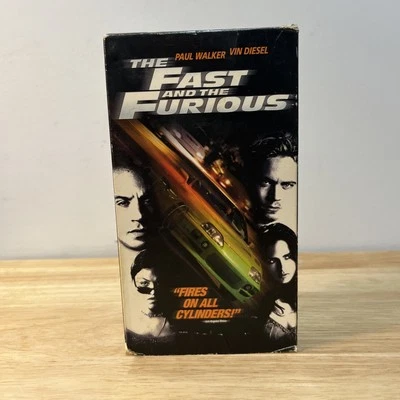 PAUL WALKER VIN DIESEL
THE
FAST
AND THE
FURIOUS
"FIRES
ON ALL
CYLINDERS!"